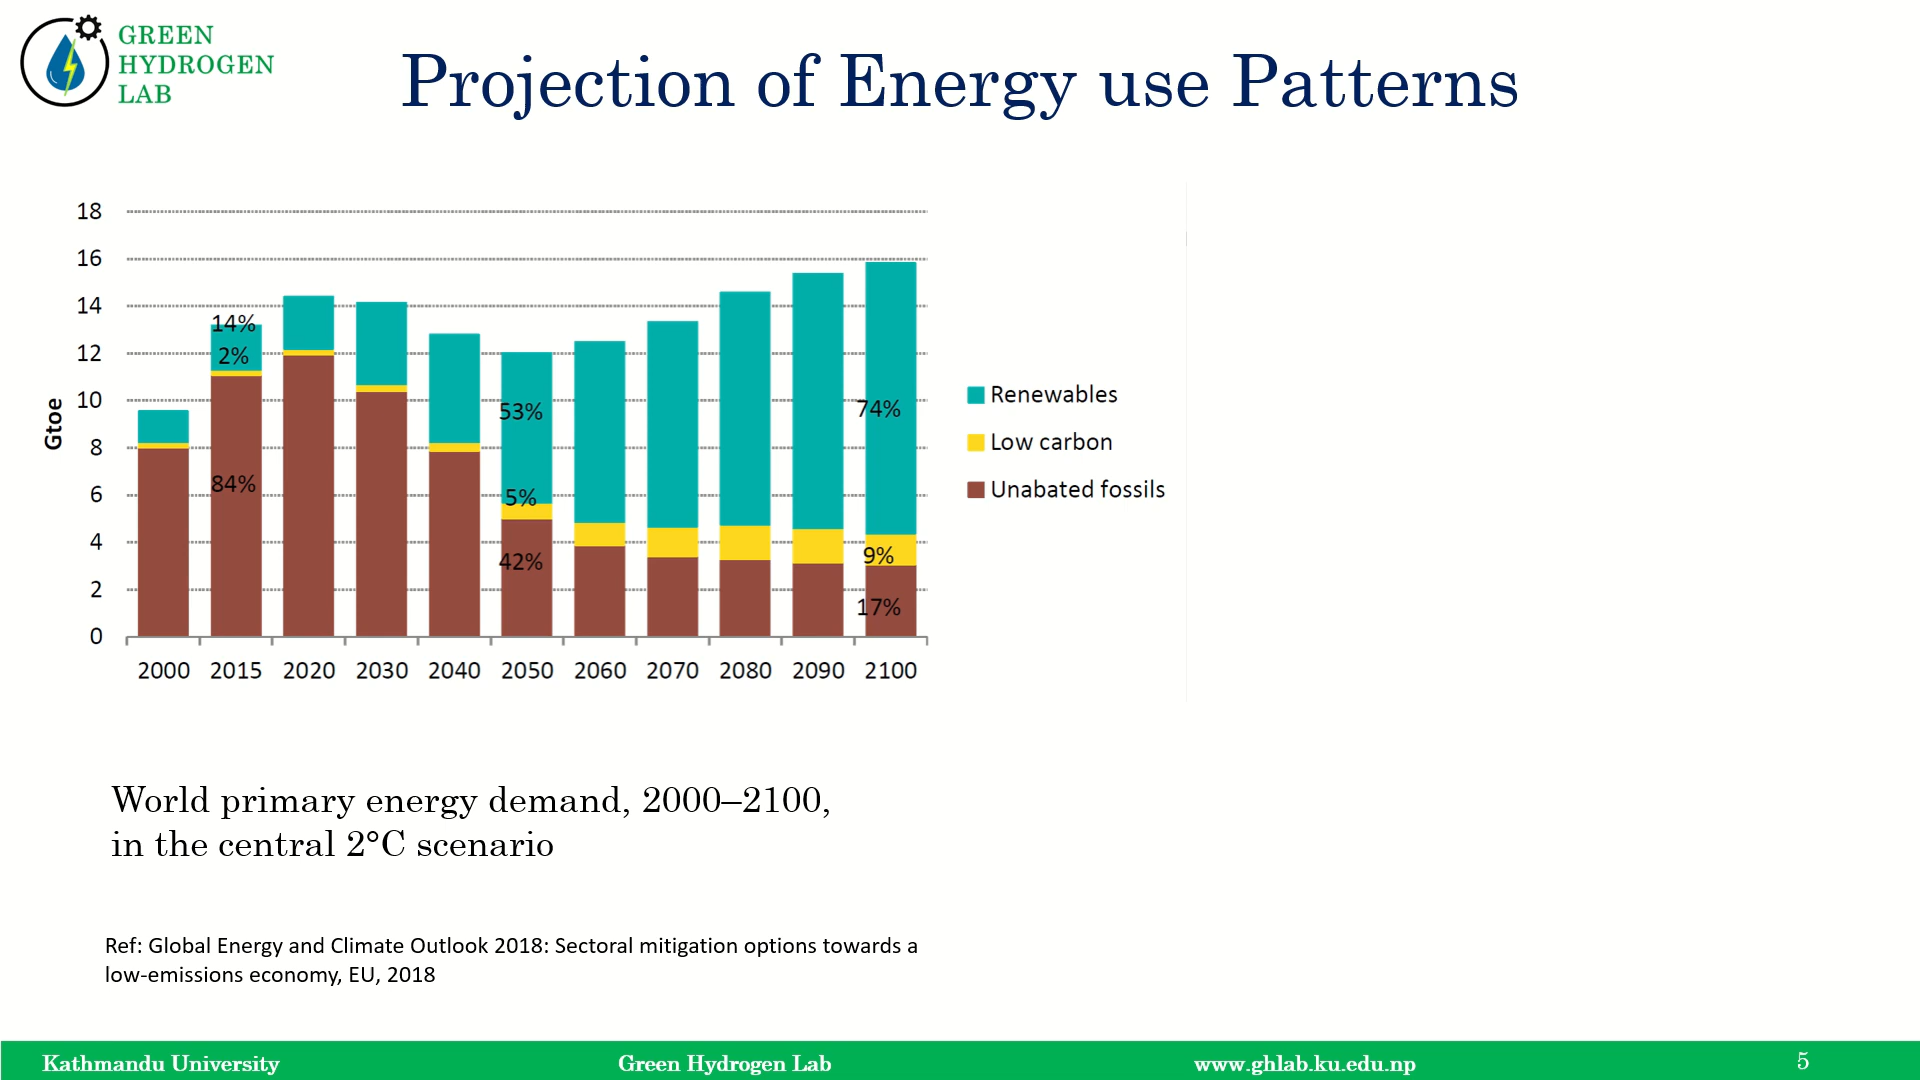 GREEN
HYDROGEN
LAB
Projection of Energy use Patterns
18
16
14
12
10
8
6
4
2
0
Gtoe
14%
2%
84%
53%
5%
42%
74%
9%
17%
2000 2015 2020 2030 2040 2050 2060 2070 2080 2090 2100
Renewables
Low carbon
Unabated fossils
World primary energy demand, 2000–2100,
in the central 2°C scenario
Ref: Global Energy and Climate Outlook 2018: Sectoral mitigation options towards a
low-emissions economy, EU, 2018
Kathmandu University Green Hydrogen Lab www.ghlab.ku.edu.np 5